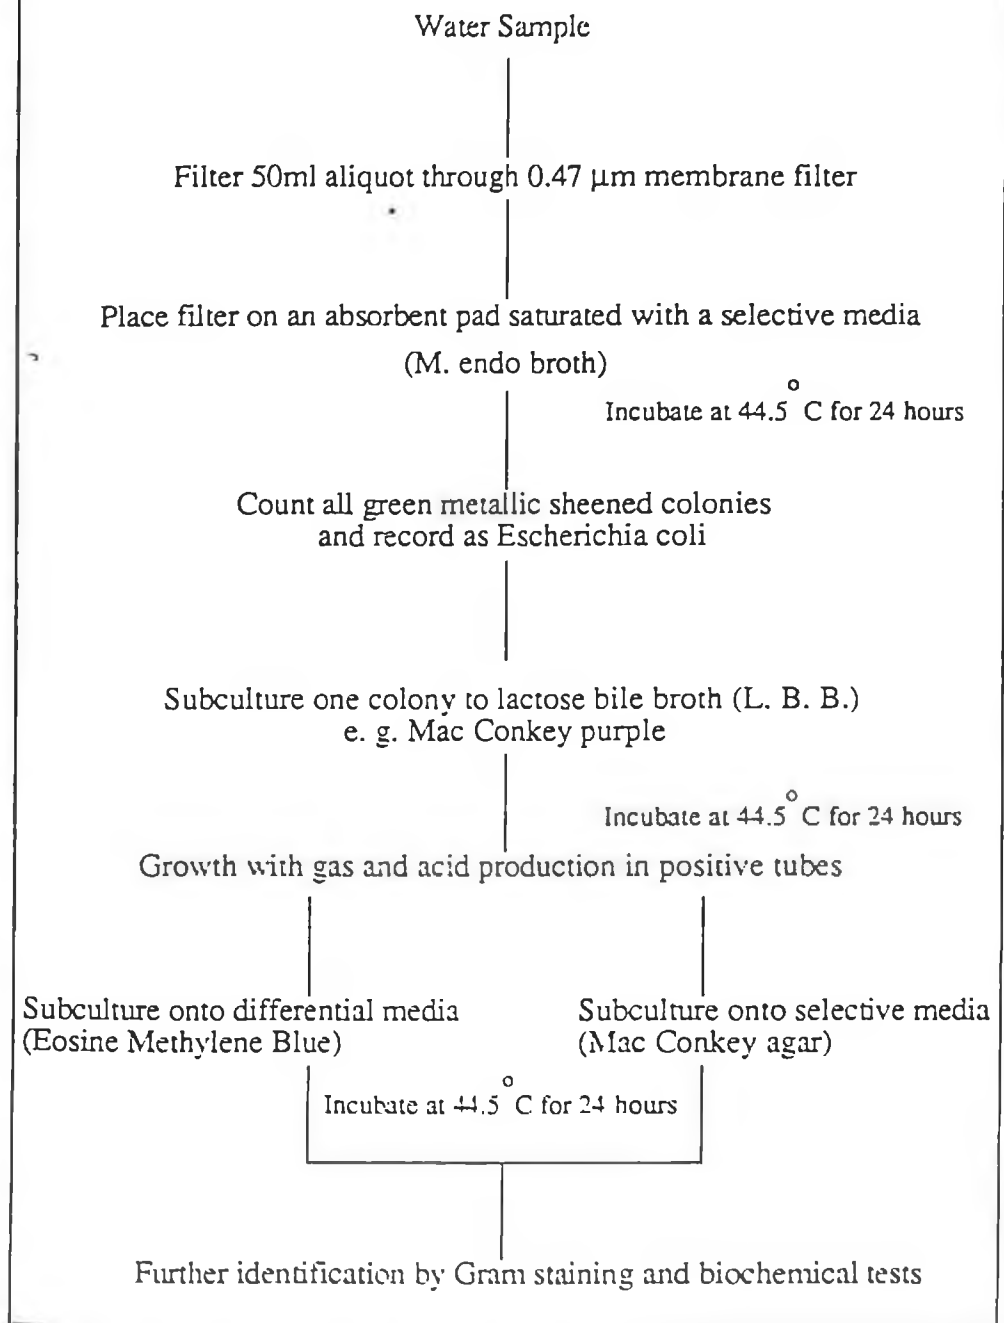 Water Sample
Filter 50ml aliquot through 0.47 µm membrane filter
Place filter on an absorbent pad saturated with a selective media
(M. endo broth)
Incubate at 44.5° C for 24 hours
Count all green metallic sheened colonies
and record as Escherichia coli
Subculture one colony to lactose bile broth (L. B. B.)
e. g. Mac Conkey purple
Incubate at 44.5° C for 24 hours
Growth with gas and acid production in positive tubes
Subculture onto differential media
(Eosine Methylene Blue)
Subculture onto selective media
(Mac Conkey agar)
Incubate at 44.5° C for 24 hours
Further identification by Gram staining and biochemical tests